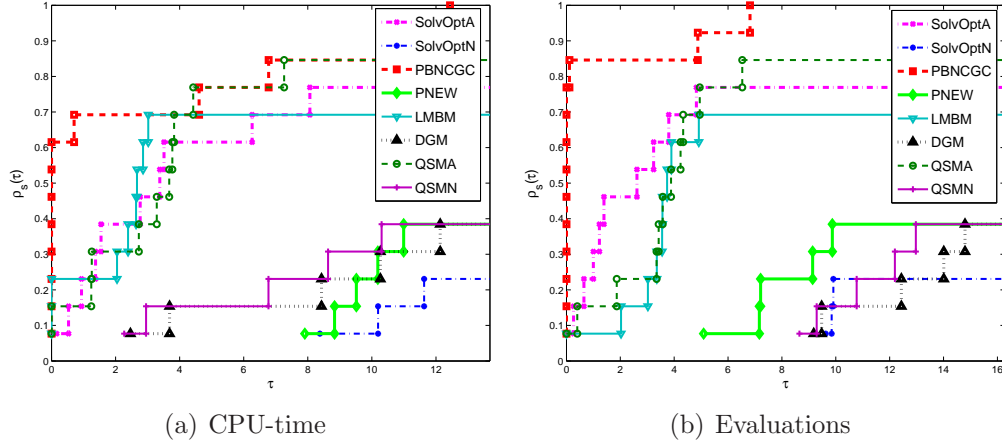 1
0.9
0.8
0.7
0.6
0.5
0.4
0.3
0.2
0.1
0
ρs(τ)
0 2 4 6 8 10 12
τ
SolvOptA
SolvOptN
PBNCGC
PNEW
LMBM
DGM
QSMA
QSMN
(a) CPU-time
1
0.9
0.8
0.7
0.6
0.5
0.4
0.3
0.2
0.1
0
ρs(τ)
0 2 4 6 8 10 12 14 16
τ
SolvOptA
SolvOptN
PBNCGC
PNEW
LMBM
DGM
QSMA
QSMN
(b) Evaluations